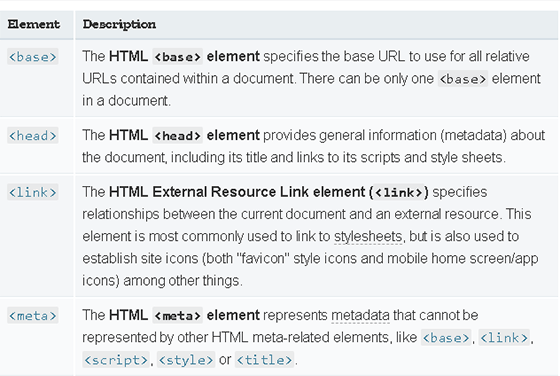 Element Description
<base> The HTML <base> element specifies the base URL to use for all relative
URLs contained within a document. There can be only one <base> element
in a document.
<head> The HTML <head> element provides general information (metadata) about
the document, including its title and links to its scripts and style sheets.
<link> The HTML External Resource Link element (<link>) specifies
relationships between the current document and an external resource. This
element is most commonly used to link to stylesheets, but is also used to
establish site icons (both "favicon" style icons and mobile home screen/app
icons) among other things.
<meta> The HTML <meta> element represents metadata that cannot be
represented by other HTML meta-related elements, like <base>, <link>,
<script>, <style> or <title>.